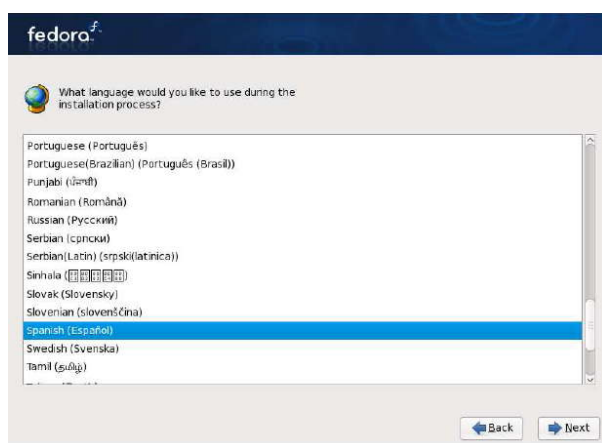 fedora
What language would you like to use during the
installation process?
Portuguese (Português)
Portuguese(Brazilian) (Português (Brasil))
Punjabi (ਪੰਜਾਬੀ)
Romanian (Română)
Russian (Русский)
Serbian (српски)
Serbian(Latin) (srpski(latinica))
Sinhala
Slovak (Slovensky)
Slovenian (slovenščina)
Spanish (Español)
Swedish (Svenska)
Tamil (தமிழ்)
Back
Next